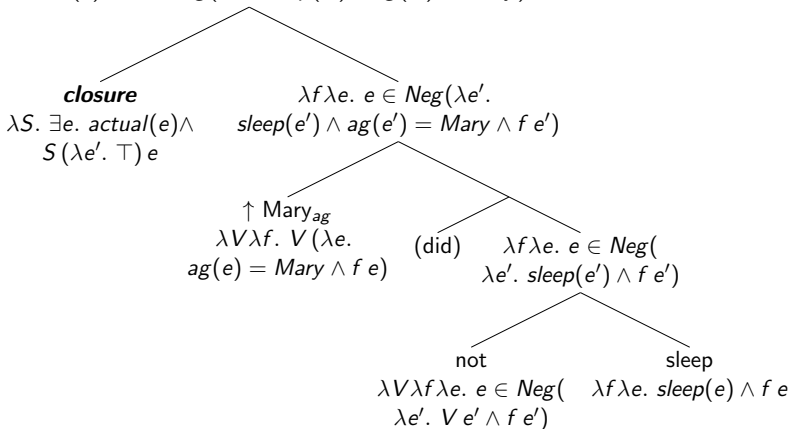 closure
λS. ∃e. actual(e)∧
S (λe′. ⊤) e
λfλe. e ∈ Neg(λe′.
sleep(e′) ∧ ag(e′) = Mary ∧ f e′)
↑ Mary_ag
λVλf. V (λe.
ag(e) = Mary ∧ f e)
(did)
λfλe. e ∈ Neg(
λe′. sleep(e′) ∧ f e′)
not
λVλfλe. e ∈ Neg(
λe′. V e′ ∧ f e′)
sleep
λfλe. sleep(e) ∧ f e